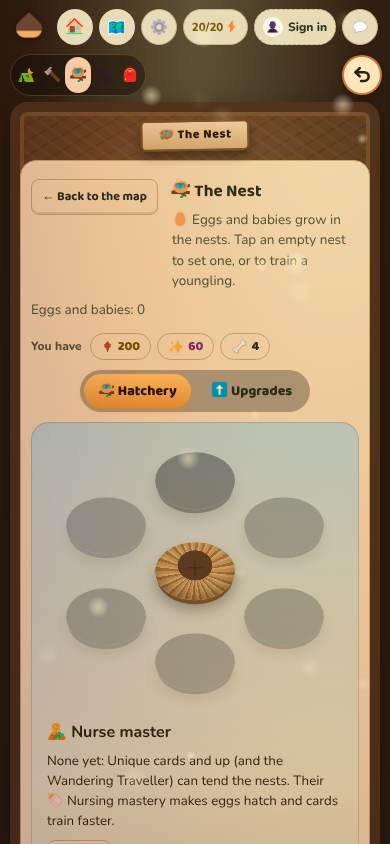 20/20
Sign in
The Nest
← Back to the map
The Nest
Eggs and babies grow in
the nests. Tap an empty nest
to set one, or to train a
youngling.
Eggs and babies: 0
You have 200 60 4
Hatchery Upgrades
Nurse master
None yet: Unique cards and up (and the
Wandering Traveller) can tend the nests. Their
Nursing mastery makes eggs hatch and cards
train faster.